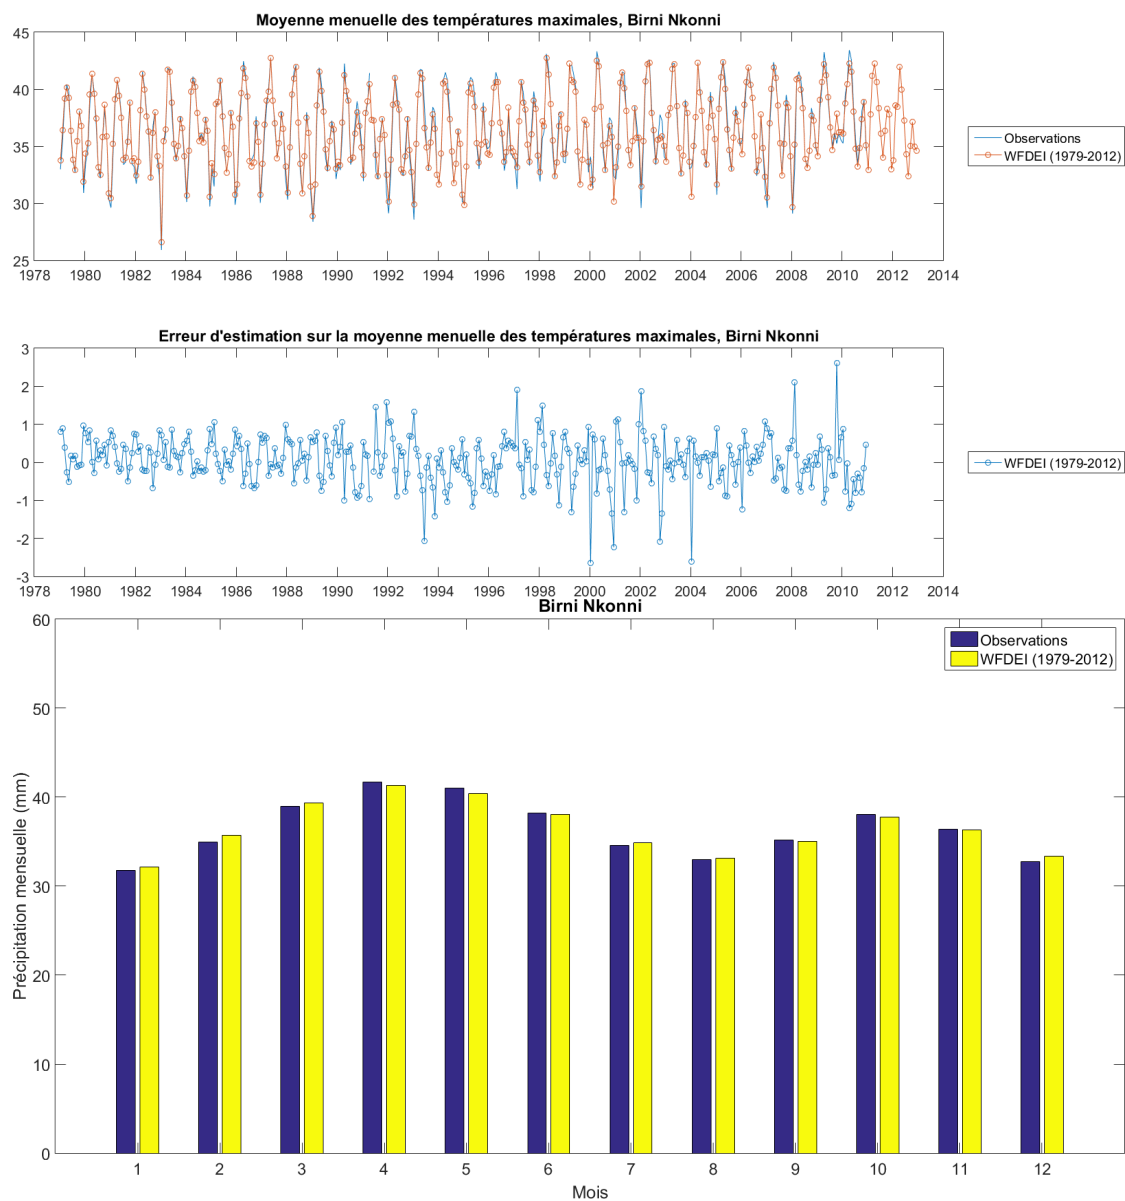 Moyenne menuelle des températures maximales, Birni Nkonni
45
40
35
30
25
1978 1980 1982 1984 1986 1988 1990 1992 1994 1996 1998 2000 2002 2004 2006 2008 2010 2012 2014
Observations
WFDEI (1979-2012)
Erreur d'estimation sur la moyenne menuelle des températures maximales, Birni Nkonni
3
2
1
0
-1
-2
-3
1978 1980 1982 1984 1986 1988 1990 1992 1994 1996 1998 2000 2002 2004 2006 2008 2010 2012 2014
WFDEI (1979-2012)
Birni Nkonni
60
50
40
30
20
10
0
Précipitation mensuelle (mm)
Observations
WFDEI (1979-2012)
1 2 3 4 5 6 7 8 9 10 11 12
Mois